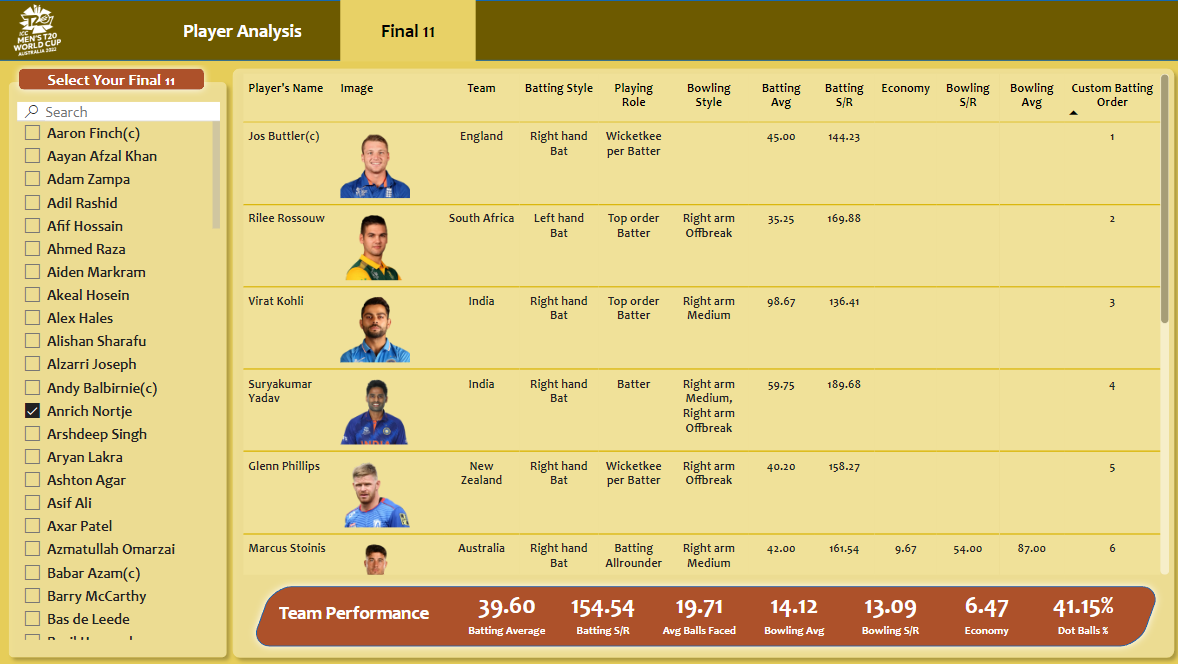 T20
ICC
MEN'S T20
WORLD CUP
AUSTRALIA 2022
Player Analysis
Final 11
Select Your Final 11
Search
Aaron Finch(c)
Aayan Afzal Khan
Adam Zampa
Adil Rashid
Afif Hossain
Ahmed Raza
Aiden Markram
Akeal Hosein
Alex Hales
Alishan Sharafu
Alzarri Joseph
Andy Balbirnie(c)
Anrich Nortje
Arshdeep Singh
Aryan Lakra
Ashton Agar
Asif Ali
Axar Patel
Azmatullah Omarzai
Babar Azam(c)
Barry McCarthy
Bas de Leede
Player's Name Image Team Batting Style Playing Bowling Batting Batting Economy Bowling Bowling Custom Batting
Role Style Avg S/R S/R Avg Order
Jos Buttler(c) England Right hand Wicketkee 45.00 144.23 1
Bat per Batter
Rilee Rossouw South Africa Left hand Top order Right arm 35.25 169.88 2
Bat Batter Offbreak
Virat Kohli India Right hand Top order Right arm 98.67 136.41 3
Bat Batter Medium
Suryakumar India Right hand Batter Right arm 59.75 189.68 4
Yadav Bat Medium,
Right arm
Offbreak
INDIA
Glenn Phillips New Right hand Wicketkee Right arm 40.20 158.27 5
Zealand Bat per Batter Offbreak
Marcus Stoinis Australia Right hand Batting Right arm 42.00 161.54 9.67 54.00 87.00 6
Bat Allrounder Medium
Team Performance
39.60 154.54 19.71 14.12 13.09 6.47 41.15%
Batting Average Batting S/R Avg Balls Faced Bowling Avg Bowling S/R Economy Dot Balls %